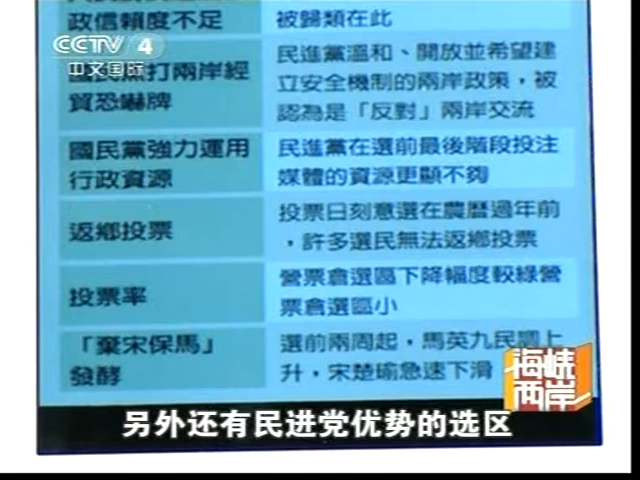 政信賴度不足
被歸類在此
CCTV 4
中文国际
打兩岸經
貿恐嚇牌
民進黨溫和、開放並希望建
立安全機制的兩岸政策，被
認為是「反對」兩岸交流
國民黨強力運用
行政資源
民進黨在選前最後階段投注
媒體的資源更顯不夠
返鄉投票
投票日刻意選在農曆過年前
，許多選民無法返鄉投票
投票率
營票倉選區下降幅度較綠營
票倉選區小
「棄宋保馬」
發酵
選前兩周起，馬英九民調上
升，宋楚瑜急速下滑
海峡
两岸
另外还有民进党优势的选区